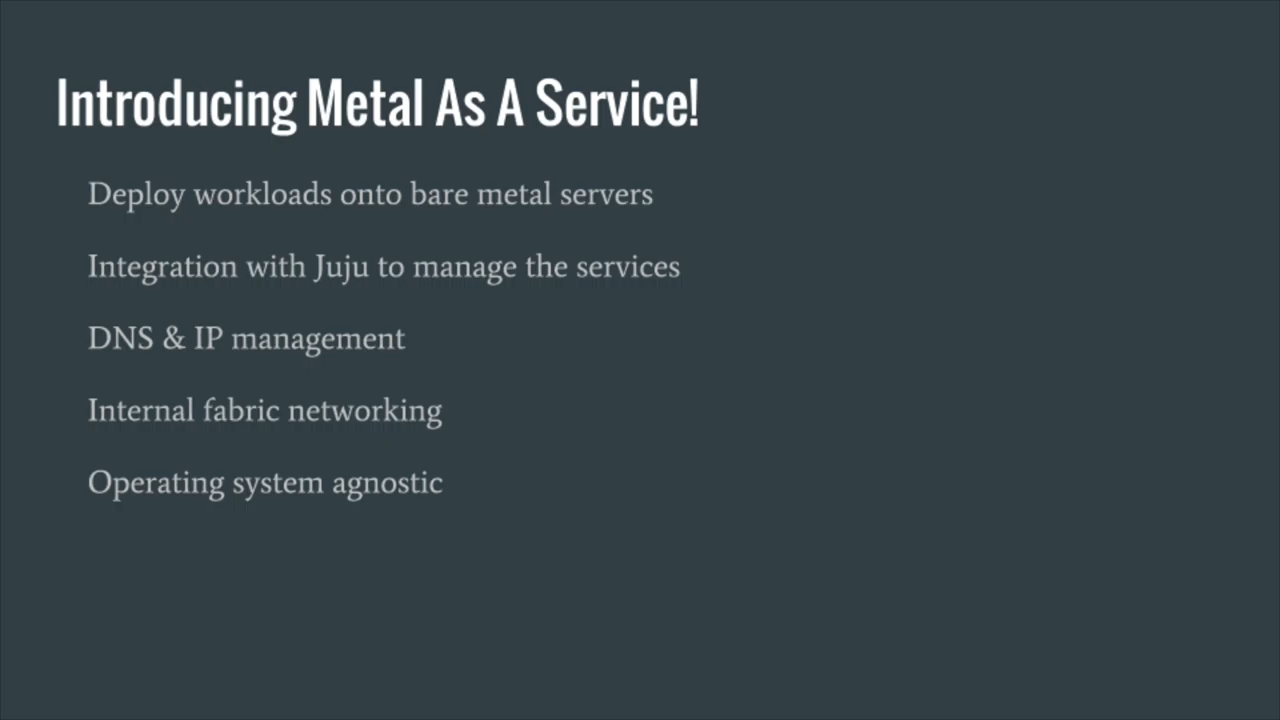 Introducing Metal As A Service!
Deploy workloads onto bare metal servers
Integration with Juju to manage the services
DNS & IP management
Internal fabric networking
Operating system agnostic